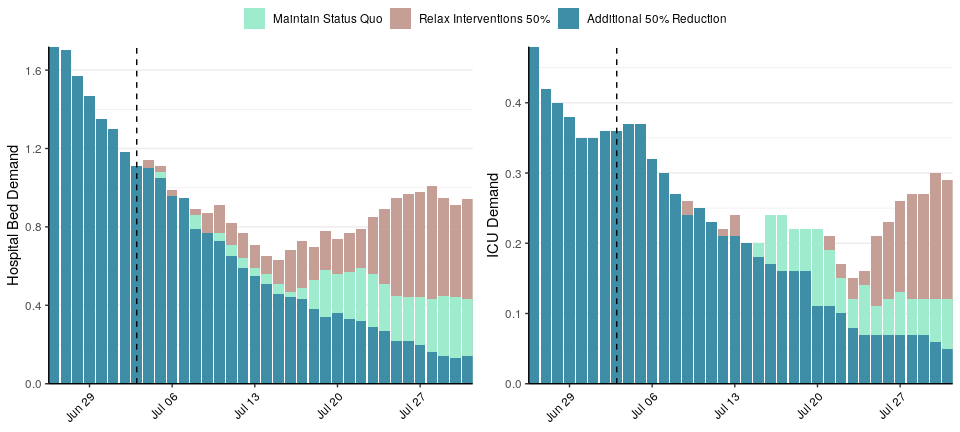 Maintain Status Quo Relax Interventions 50% Additional 50% Reduction
Hospital Bed Demand
1.6
1.2
0.8
0.4
0.0
Jun 29 Jul 06 Jul 13 Jul 20 Jul 27
ICU Demand
0.4
0.3
0.2
0.1
0.0
Jun 29 Jul 06 Jul 13 Jul 20 Jul 27